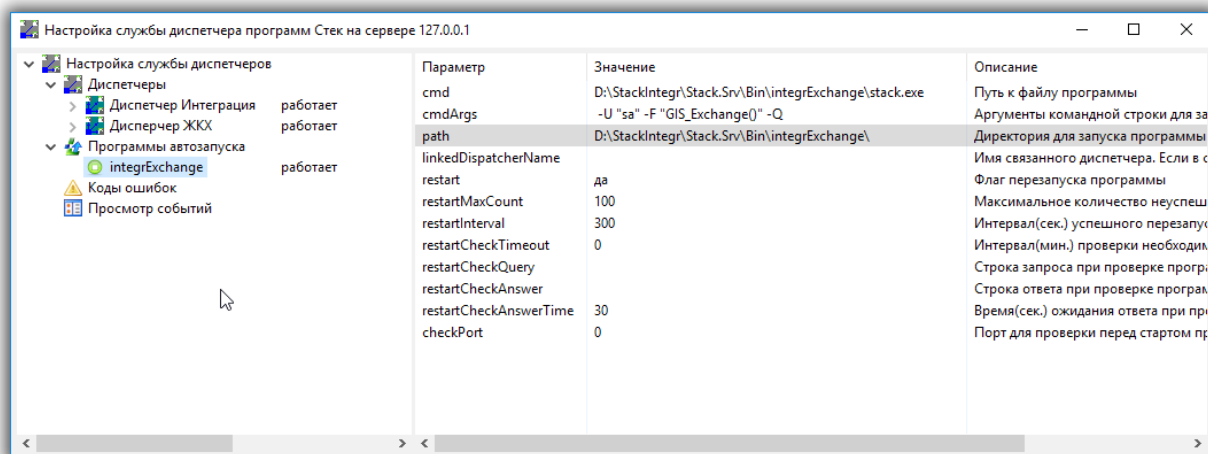 Настройка службы диспетчера программ Стек на сервере 127.0.0.1
Настройка службы диспетчеров
Диспетчеры
Диспетчер Интеграция работает
Дисперчер ЖКХ работает
Программы автозапуска
integrExchange работает
Коды ошибок
Просмотр событий
Параметр Значение Описание
cmd D:\StackIntegr\Stack.Srv\Bin\integrExchange\stack.exe Путь к файлу программы
cmdArgs -U "sa" -F "GIS_Exchange()" -Q Аргументы командной строки для за
path D:\StackIntegr\Stack.Srv\Bin\integrExchange\ Директория для запуска программы
linkedDispatcherName Имя связанного диспетчера. Если в с
restart да Флаг перезапуска программы
restartMaxCount 100 Максимальное количество неуспеш
restartInterval 300 Интервал(сек.) успешного перезапус
restartCheckTimeout 0 Интервал(мин.) проверки необходим
restartCheckQuery Строка запроса при проверке програ
restartCheckAnswer Строка ответа при проверке програм
restartCheckAnswerTime 30 Время(сек.) ожидания ответа при про
checkPort 0 Порт для проверки перед стартом пр